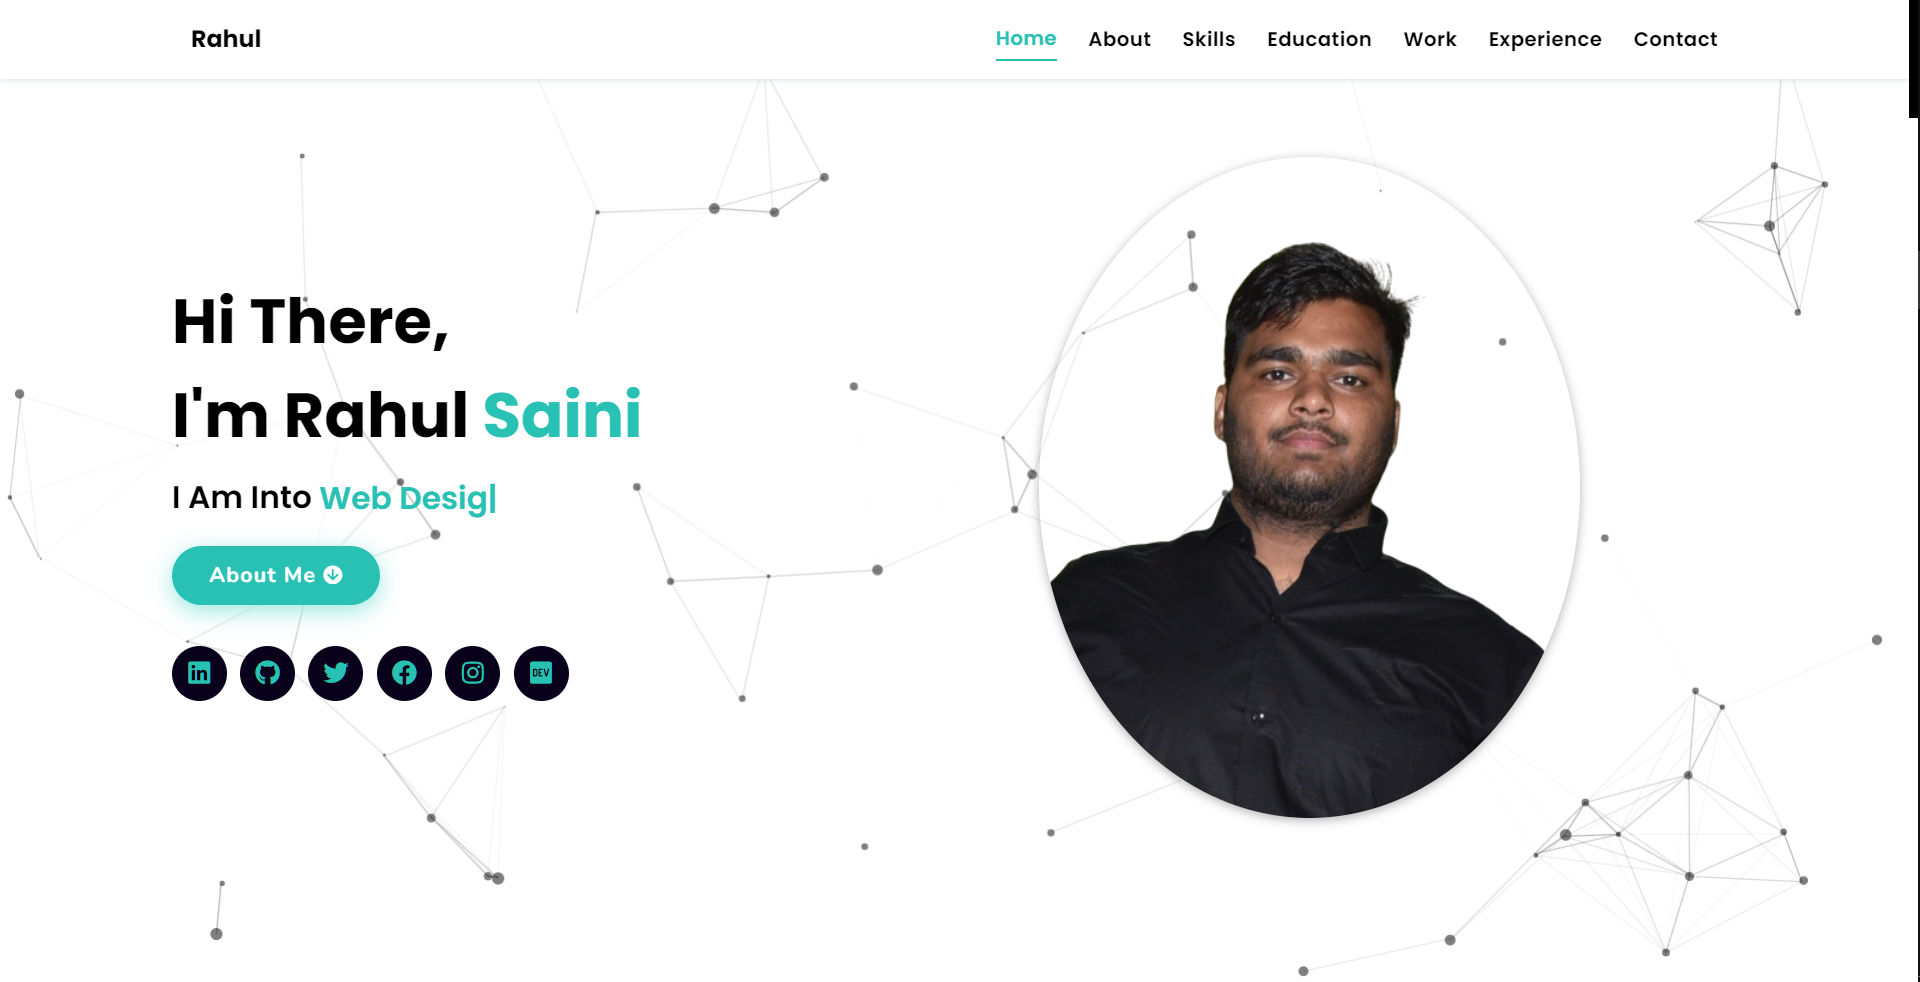 Rahul
Home About Skills Education Work Experience Contact
Hi There,
I'm Rahul Saini
I Am Into Web Desig|
About Me
DEV